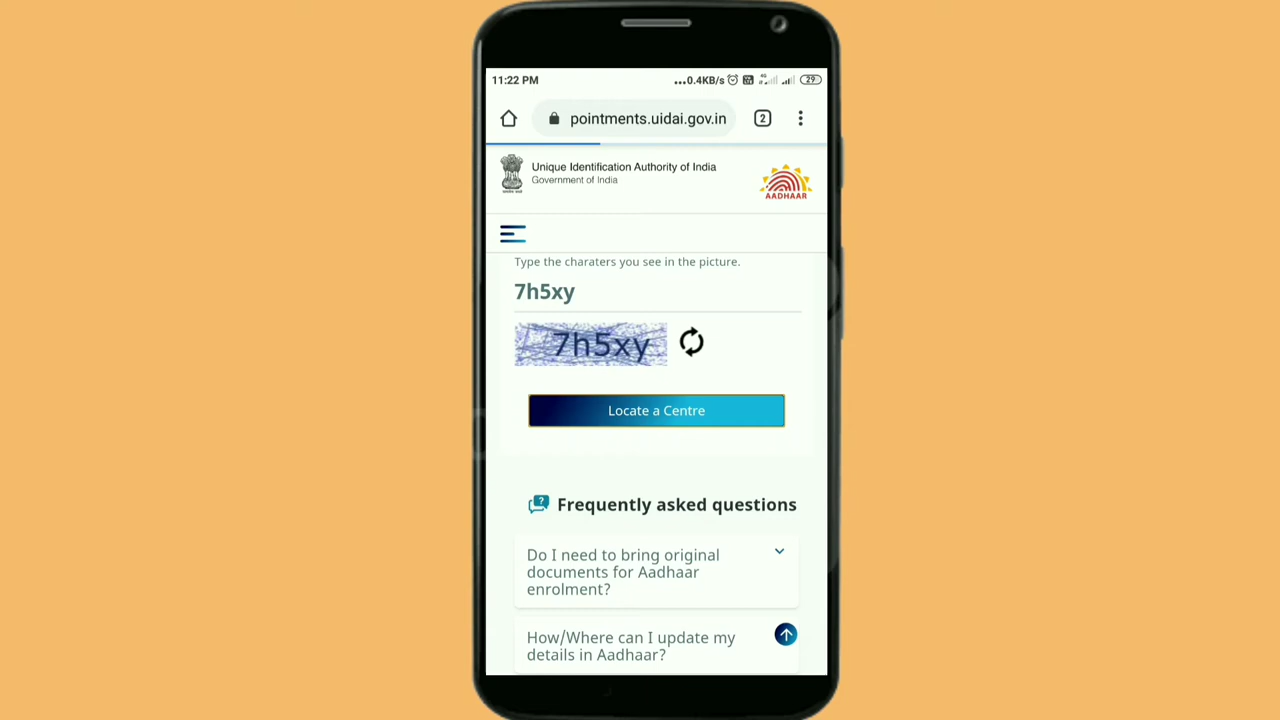 11:22 PM
...0.4KB/s
4G
29
pointments.uidai.gov.in
2
Unique Identification Authority of India
Government of India
AADHAAR
Type the charaters you see in the picture.
7h5xy
7h5xy
Locate a Centre
? Frequently asked questions
Do I need to bring original
documents for Aadhaar
enrolment?
How/Where can I update my
details in Aadhaar?